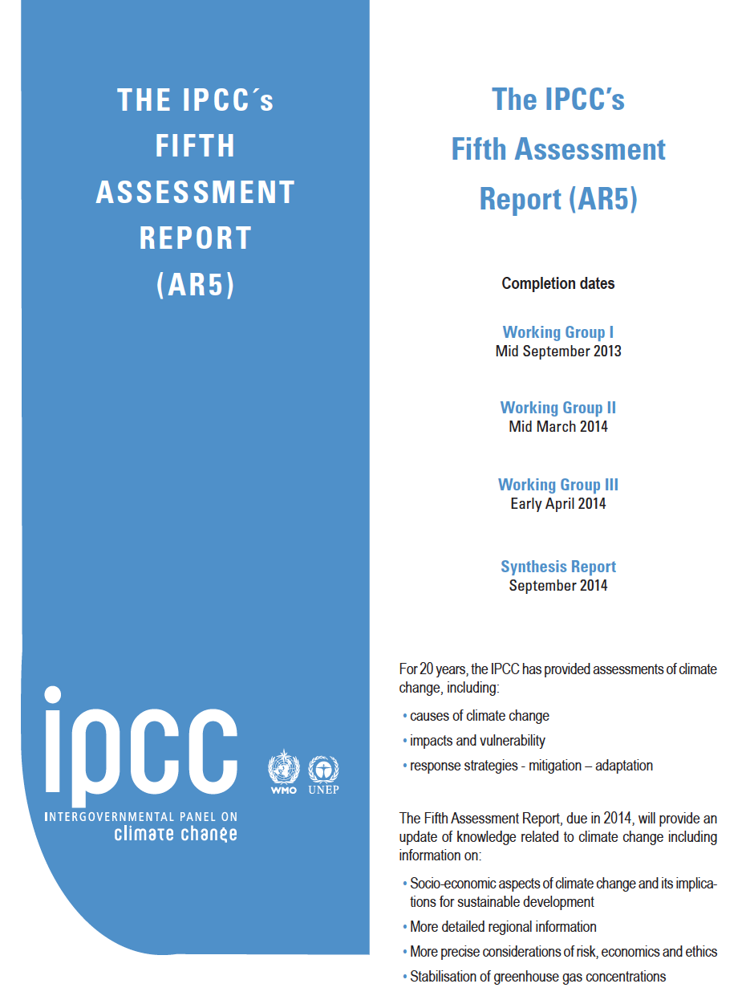 THE IPCC´s
FIFTH
ASSESSMENT
REPORT
(AR5)
ipcc
INTERGOVERNMENTAL PANEL ON
climate change
WMO
UNEP
The IPCC’s
Fifth Assessment
Report (AR5)
Completion dates
Working Group I
Mid September 2013
Working Group II
Mid March 2014
Working Group III
Early April 2014
Synthesis Report
September 2014
For 20 years, the IPCC has provided assessments of climate
change, including:
• causes of climate change
• impacts and vulnerability
• response strategies - mitigation – adaptation
The Fifth Assessment Report, due in 2014, will provide an
update of knowledge related to climate change including
information on:
• Socio-economic aspects of climate change and its implica-
tions for sustainable development
• More detailed regional information
• More precise considerations of risk, economics and ethics
• Stabilisation of greenhouse gas concentrations